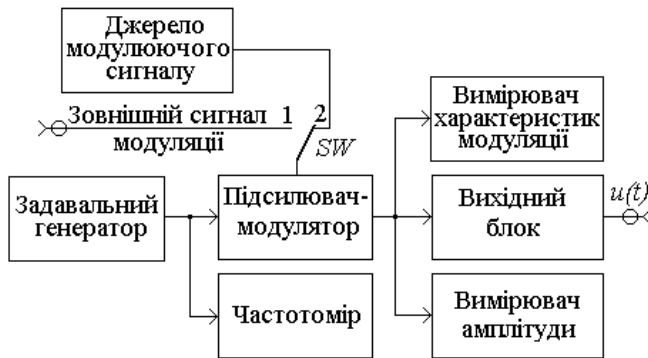 Джерело
модулюючого
сигналу
Зовнішній сигнал 1 2
модуляції
SW
Вимірювач
характеристик
модуляції
Задавальний
генератор
Підсилювач-
модулятор
Вихідний
блок
u(t)
Частотомір
Вимірювач
амплітуди